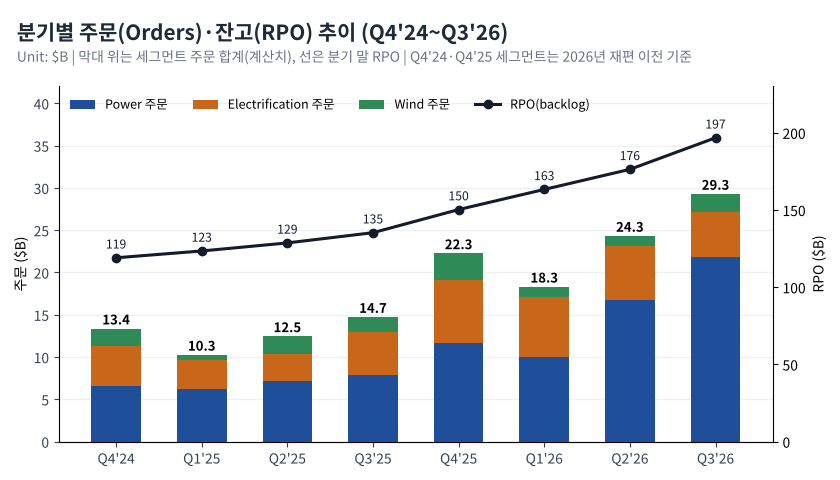 분기별 주문(Orders)·잔고(RPO) 추이 (Q4'24~Q3'26)
Unit: $B | 막대 위는 세그먼트 주문 합계(계산치), 선은 분기 말 RPO | Q4'24·Q4'25 세그먼트는 2026년 재편 이전 기준
Power 주문 Electrification 주문 Wind 주문 RPO(backlog)
주문 ($B)
40
35
30
25
20
15
10
5
0
119 123 129 135 150 163 176 197
13.4 10.3 12.5 14.7 22.3 18.3 24.3 29.3
200
150
100
50
0
RPO ($B)
Q4'24 Q1'25 Q2'25 Q3'25 Q4'25 Q1'26 Q2'26 Q3'26